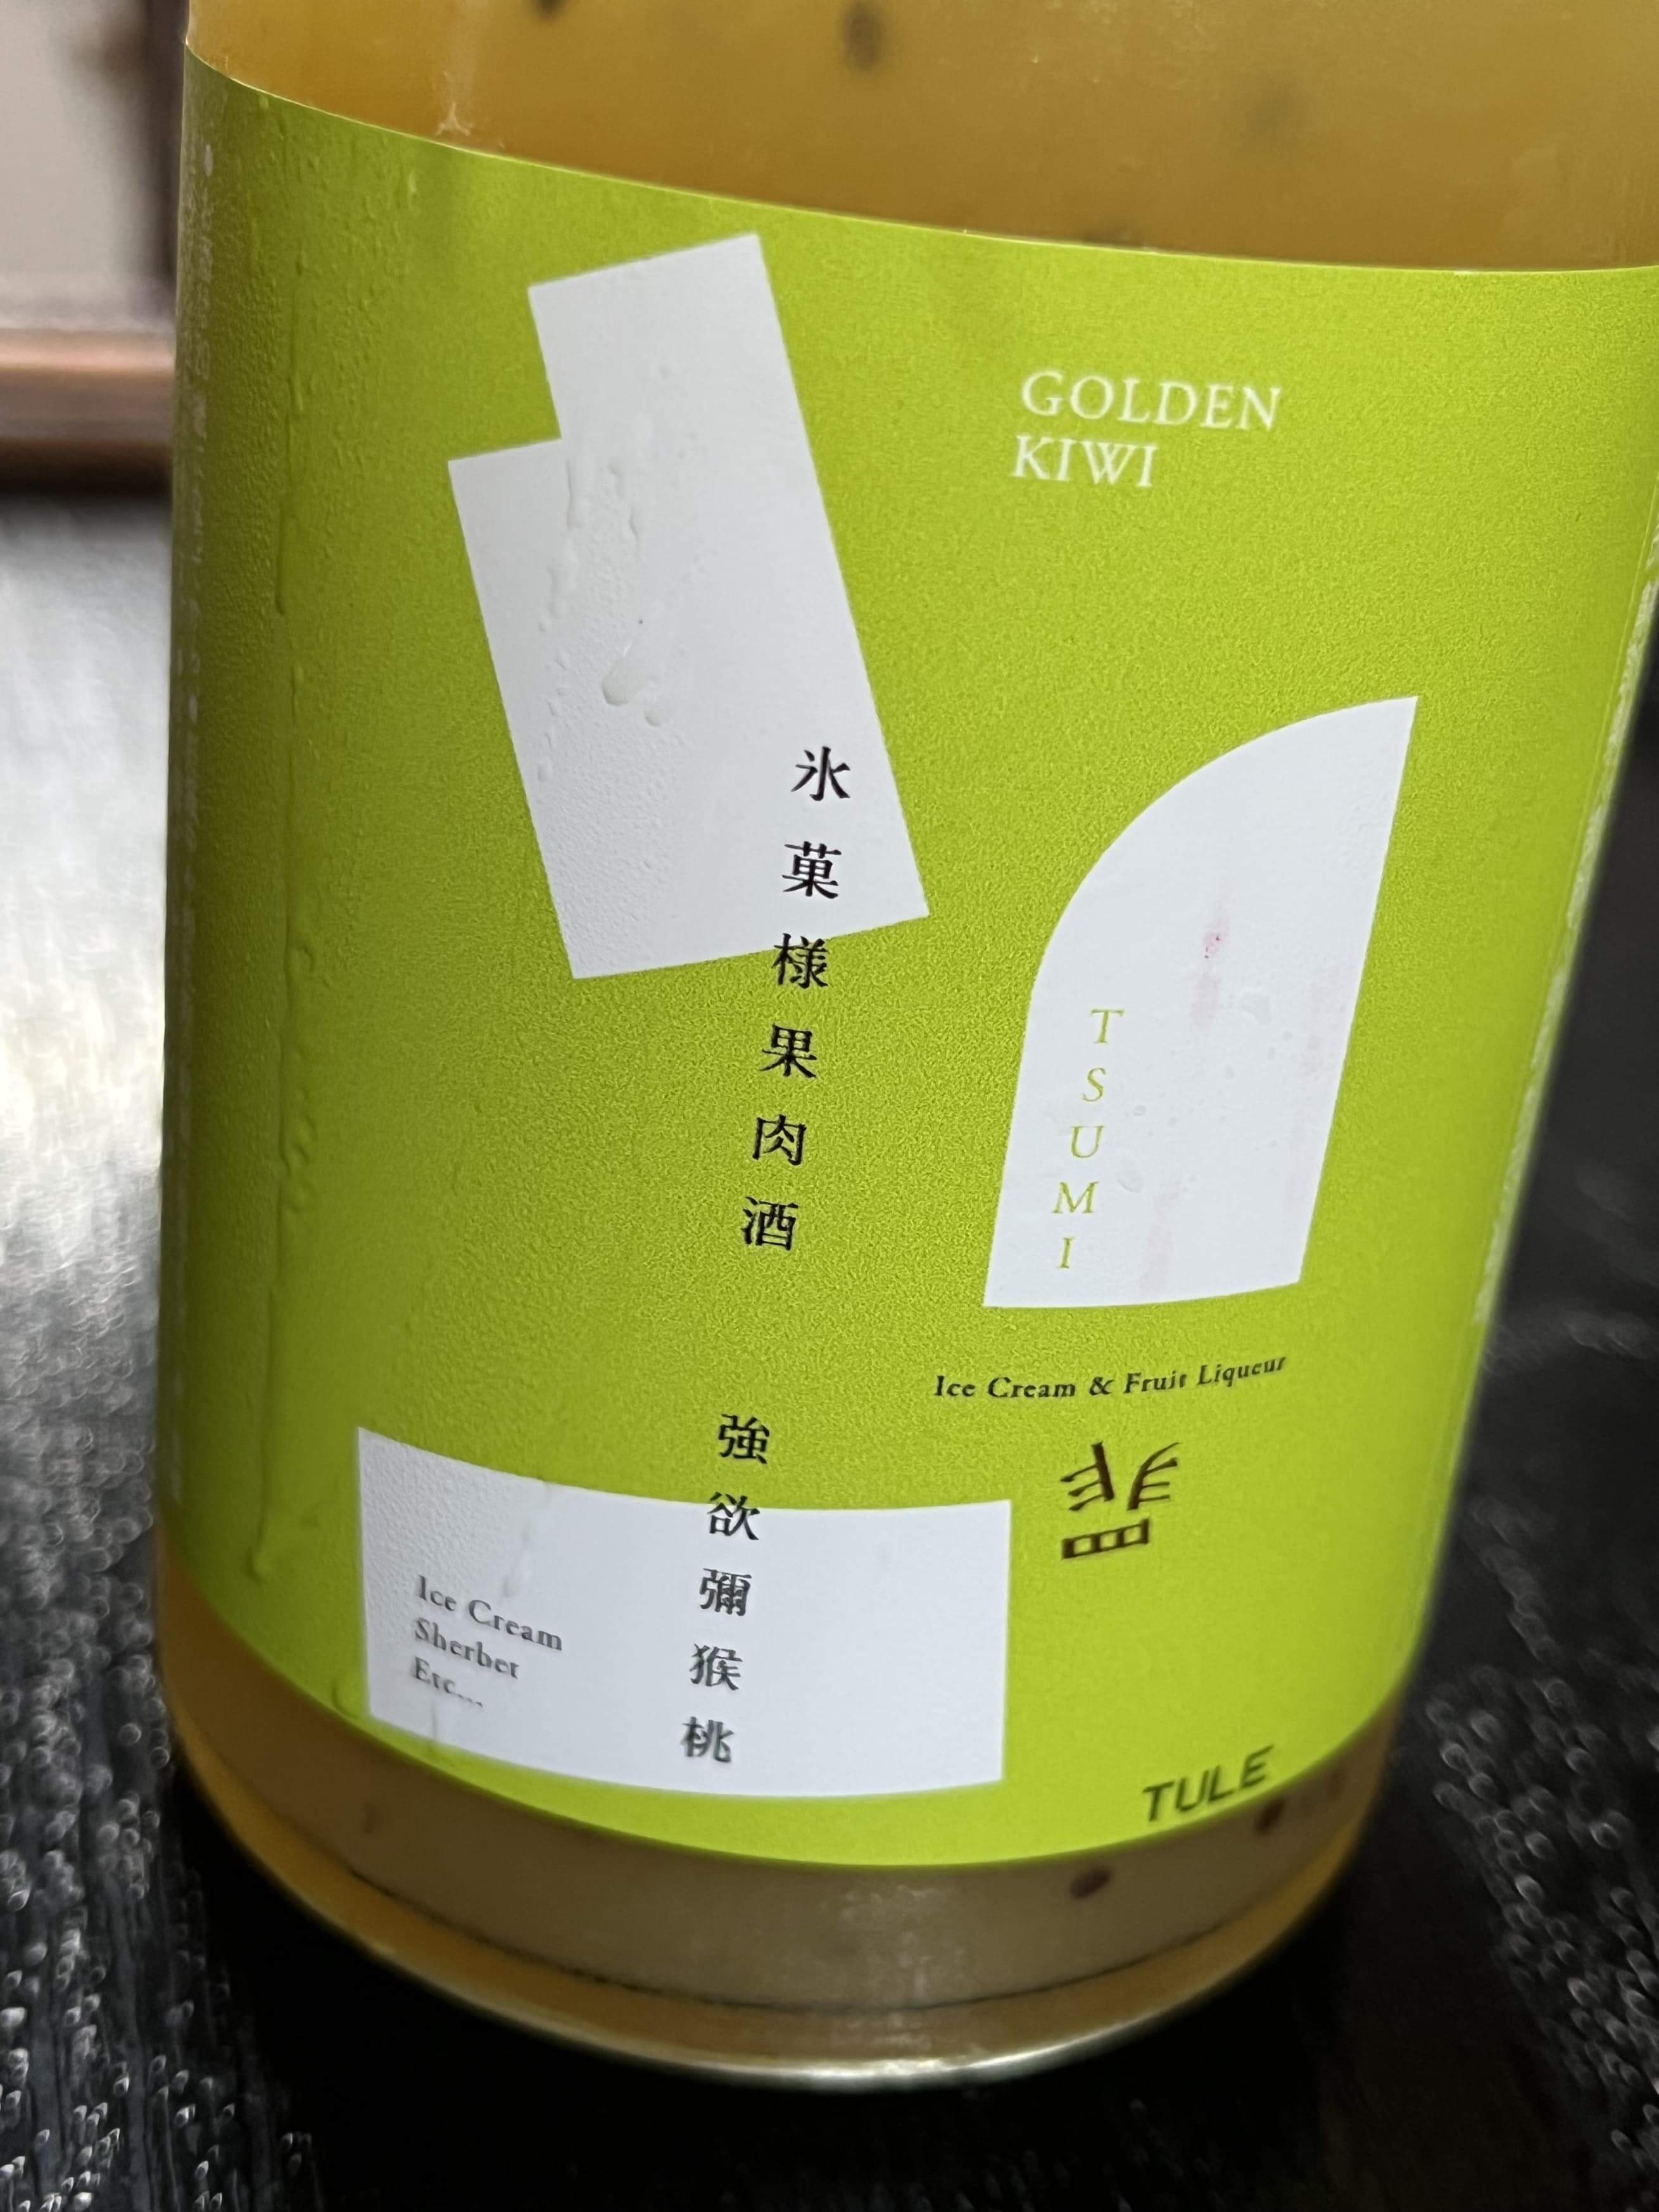 GOLDEN
KIWI
氷菓様果肉酒
強欲彌猴桃
TSUMI
Ice Cream & Fruit Liqueur
Ice Cream
Sherbet
Etc...
TULE